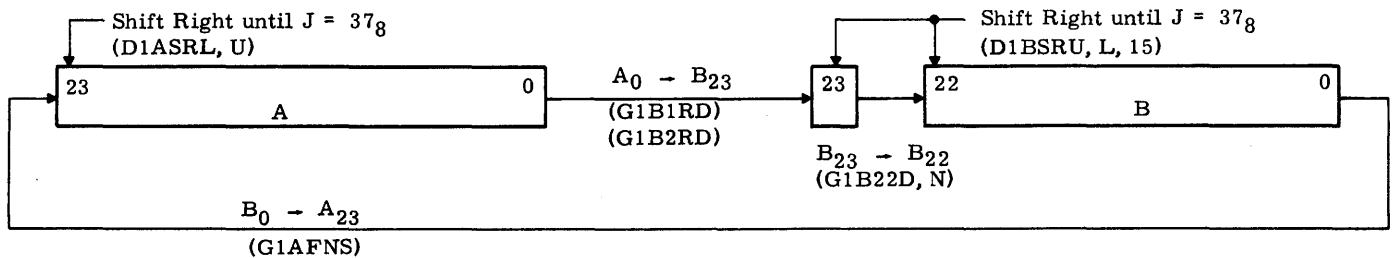 Shift Right until J = 37₈
(D1ASRL, U)
Shift Right until J = 37₈
(D1BSRU, L, 15)
23 0
A
A₀ → B₂₃
(G1B1RD)
(G1B2RD)
23
22 0
B
B₂₃ → B₂₂
(G1B22D, N)
B₀ → A₂₃
(G1AFNS)